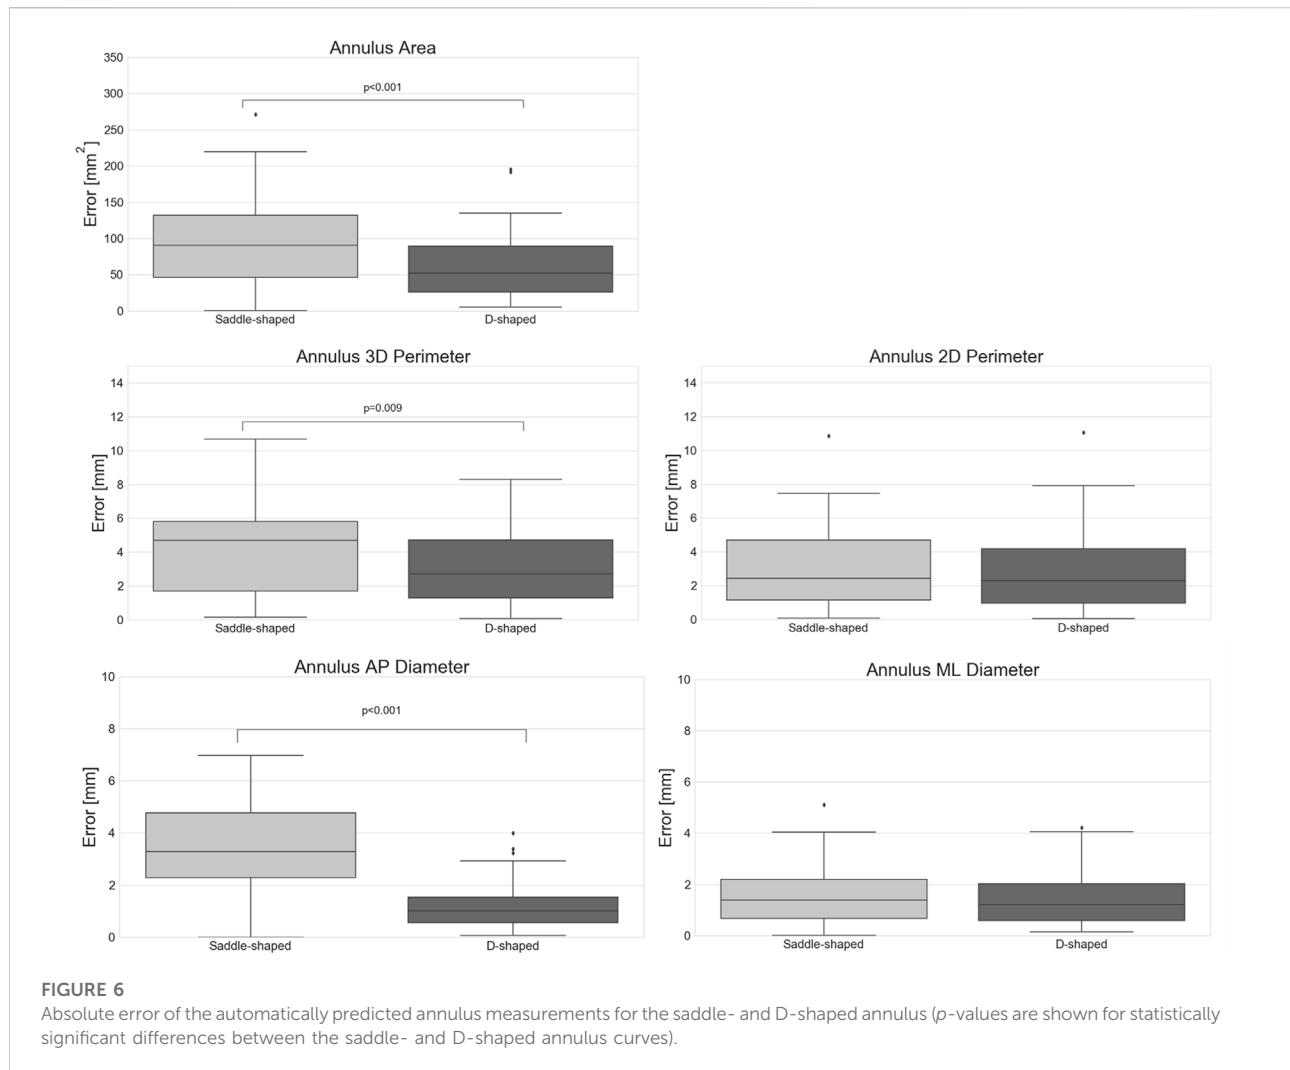 Annulus Area
Error [mm²]
350
300
250
200
150
100
50
0
p<0.001
Saddle-shaped D-shaped
Annulus 3D Perimeter
Error [mm]
14
12
10
8
6
4
2
0
p=0.009
Saddle-shaped D-shaped
Annulus 2D Perimeter
Error [mm]
14
12
10
8
6
4
2
0
Saddle-shaped D-shaped
Annulus AP Diameter
Error [mm]
10
8
6
4
2
0
p<0.001
Saddle-shaped D-shaped
Annulus ML Diameter
Error [mm]
10
8
6
4
2
0
Saddle-shaped D-shaped
FIGURE 6
Absolute error of the automatically predicted annulus measurements for the saddle- and D-shaped annulus (p-values are shown for statistically
significant differences between the saddle- and D-shaped annulus curves).